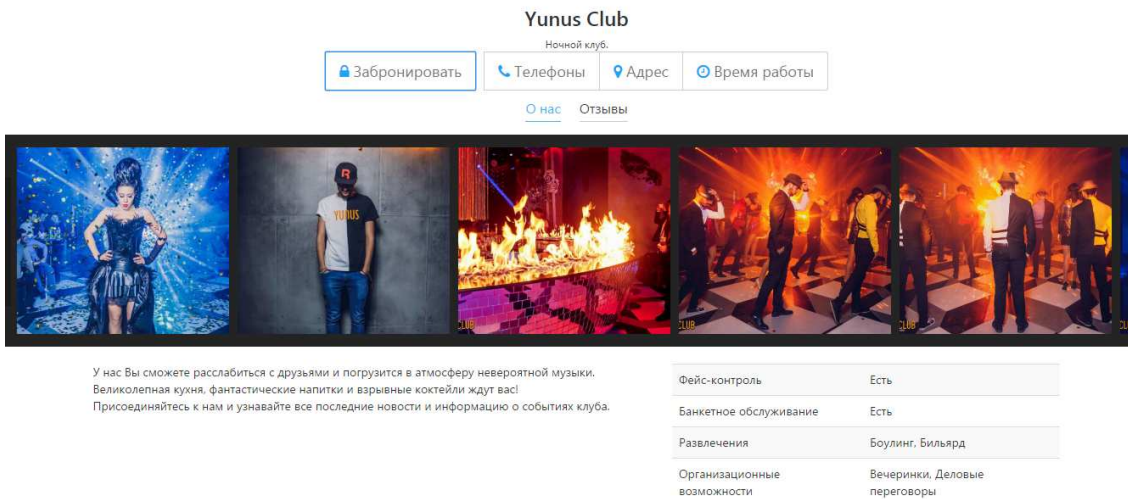 Yunus Club
Ночной клуб.
Забронировать
Телефоны
Адрес
Время работы
О нас Отзывы
R
YUNUS
CLUB
CLUB
CLUB
У нас Вы сможете расслабиться с друзьями и погрузится в атмосферу невероятной музыки.
Великолепная кухня, фантастические напитки и взрывные коктейли ждут вас!
Присоединяйтесь к нам и узнавайте все последние новости и информацию о событиях клуба.
Фейс-контроль Есть
Банкетное обслуживание Есть
Развлечения Боулинг, Бильярд
Организационные Вечеринки, Деловые
возможности переговоры